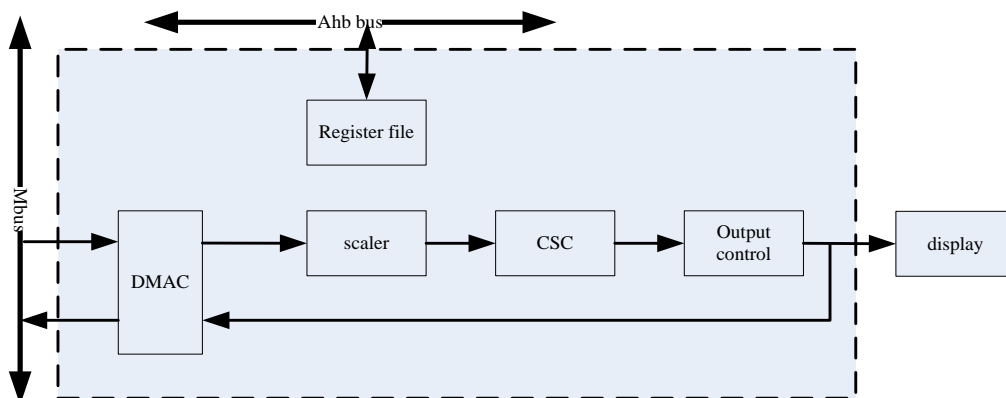 Ahb bus
Register file
Mbus
DMAC
scaler
CSC
Output
control
display